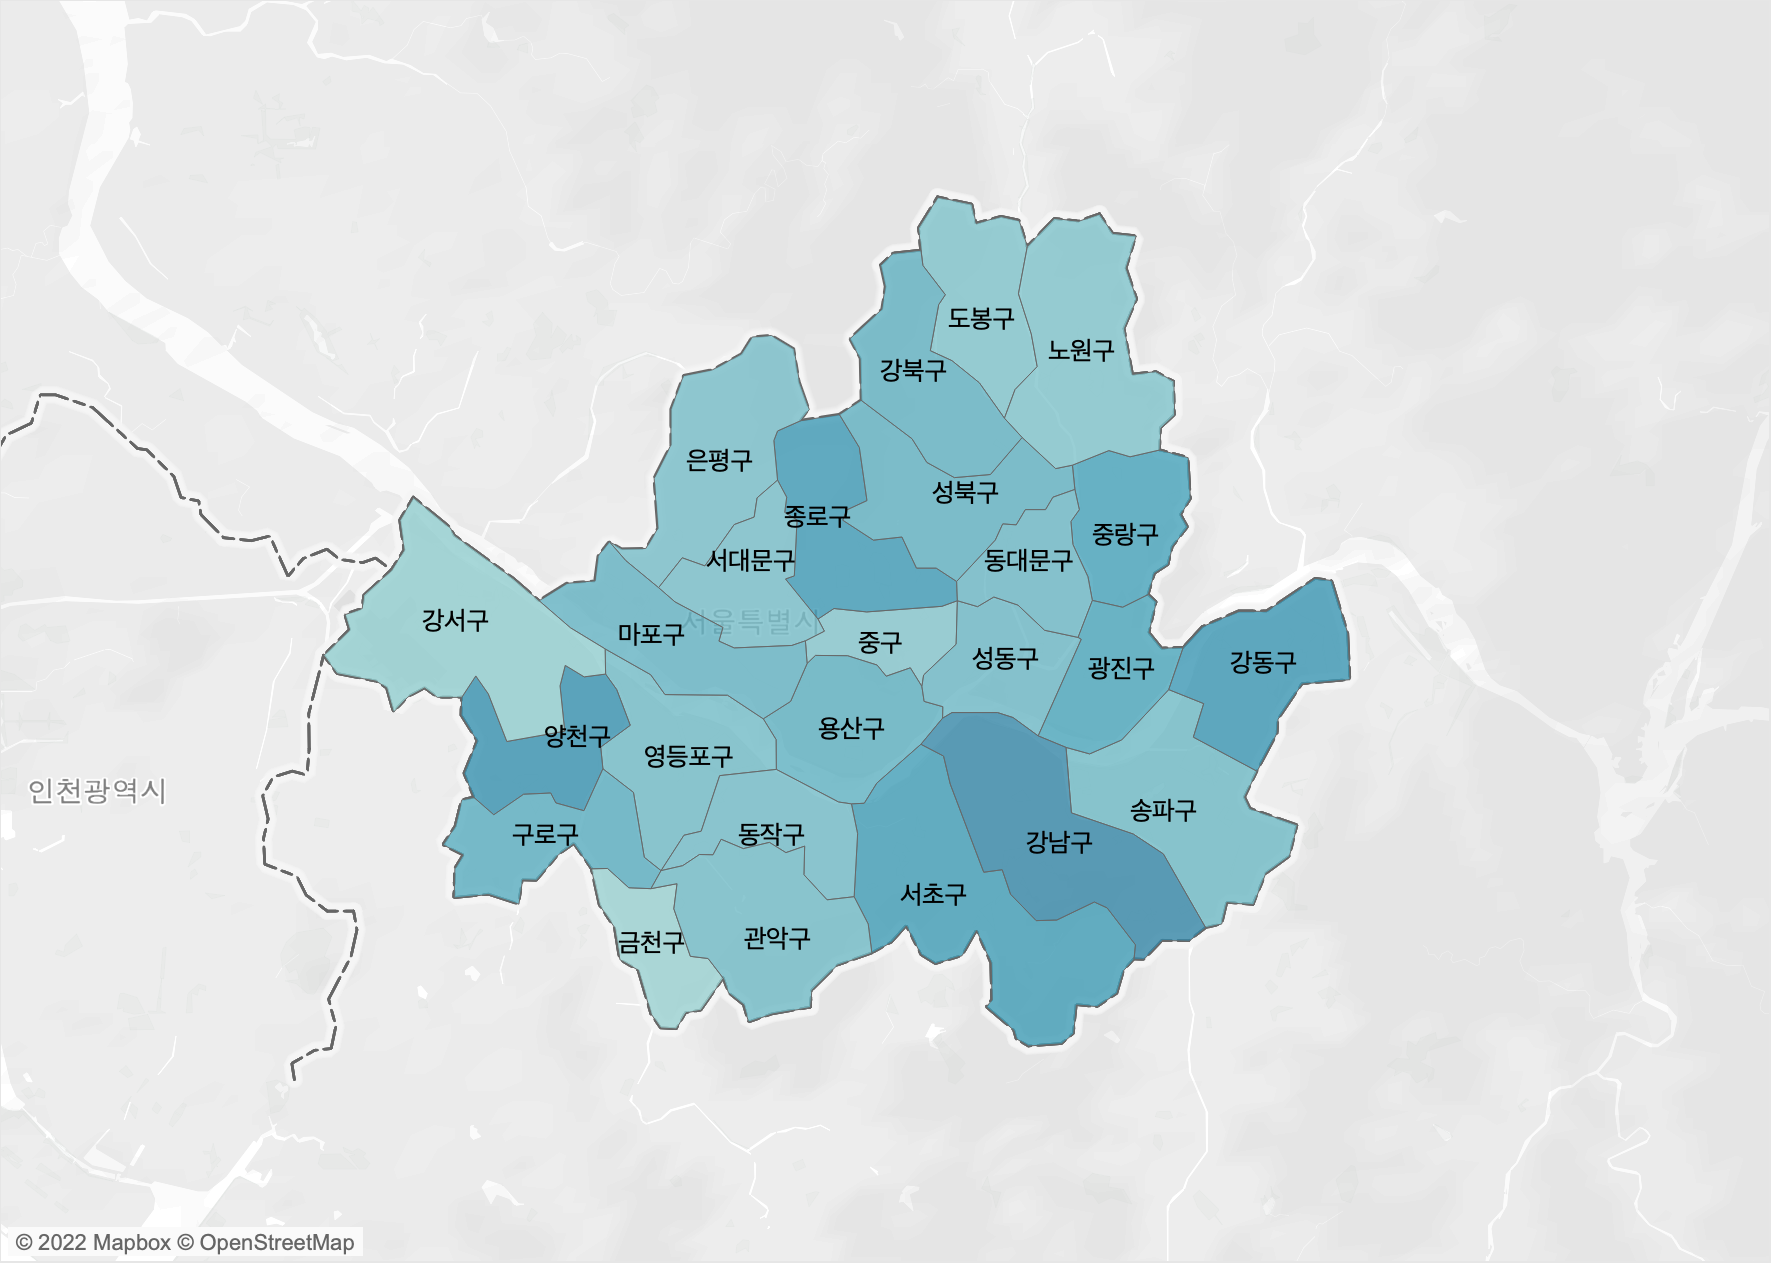 도봉구
노원구
강북구
은평구
성북구
종로구
중랑구
서대문구
동대문구
강서구
서울특별시
마포구
중구
성동구
광진구
강동구
용산구
양천구
영등포구
인천광역시
송파구
구로구
동작구
강남구
서초구
관악구
금천구
© 2022 Mapbox © OpenStreetMap